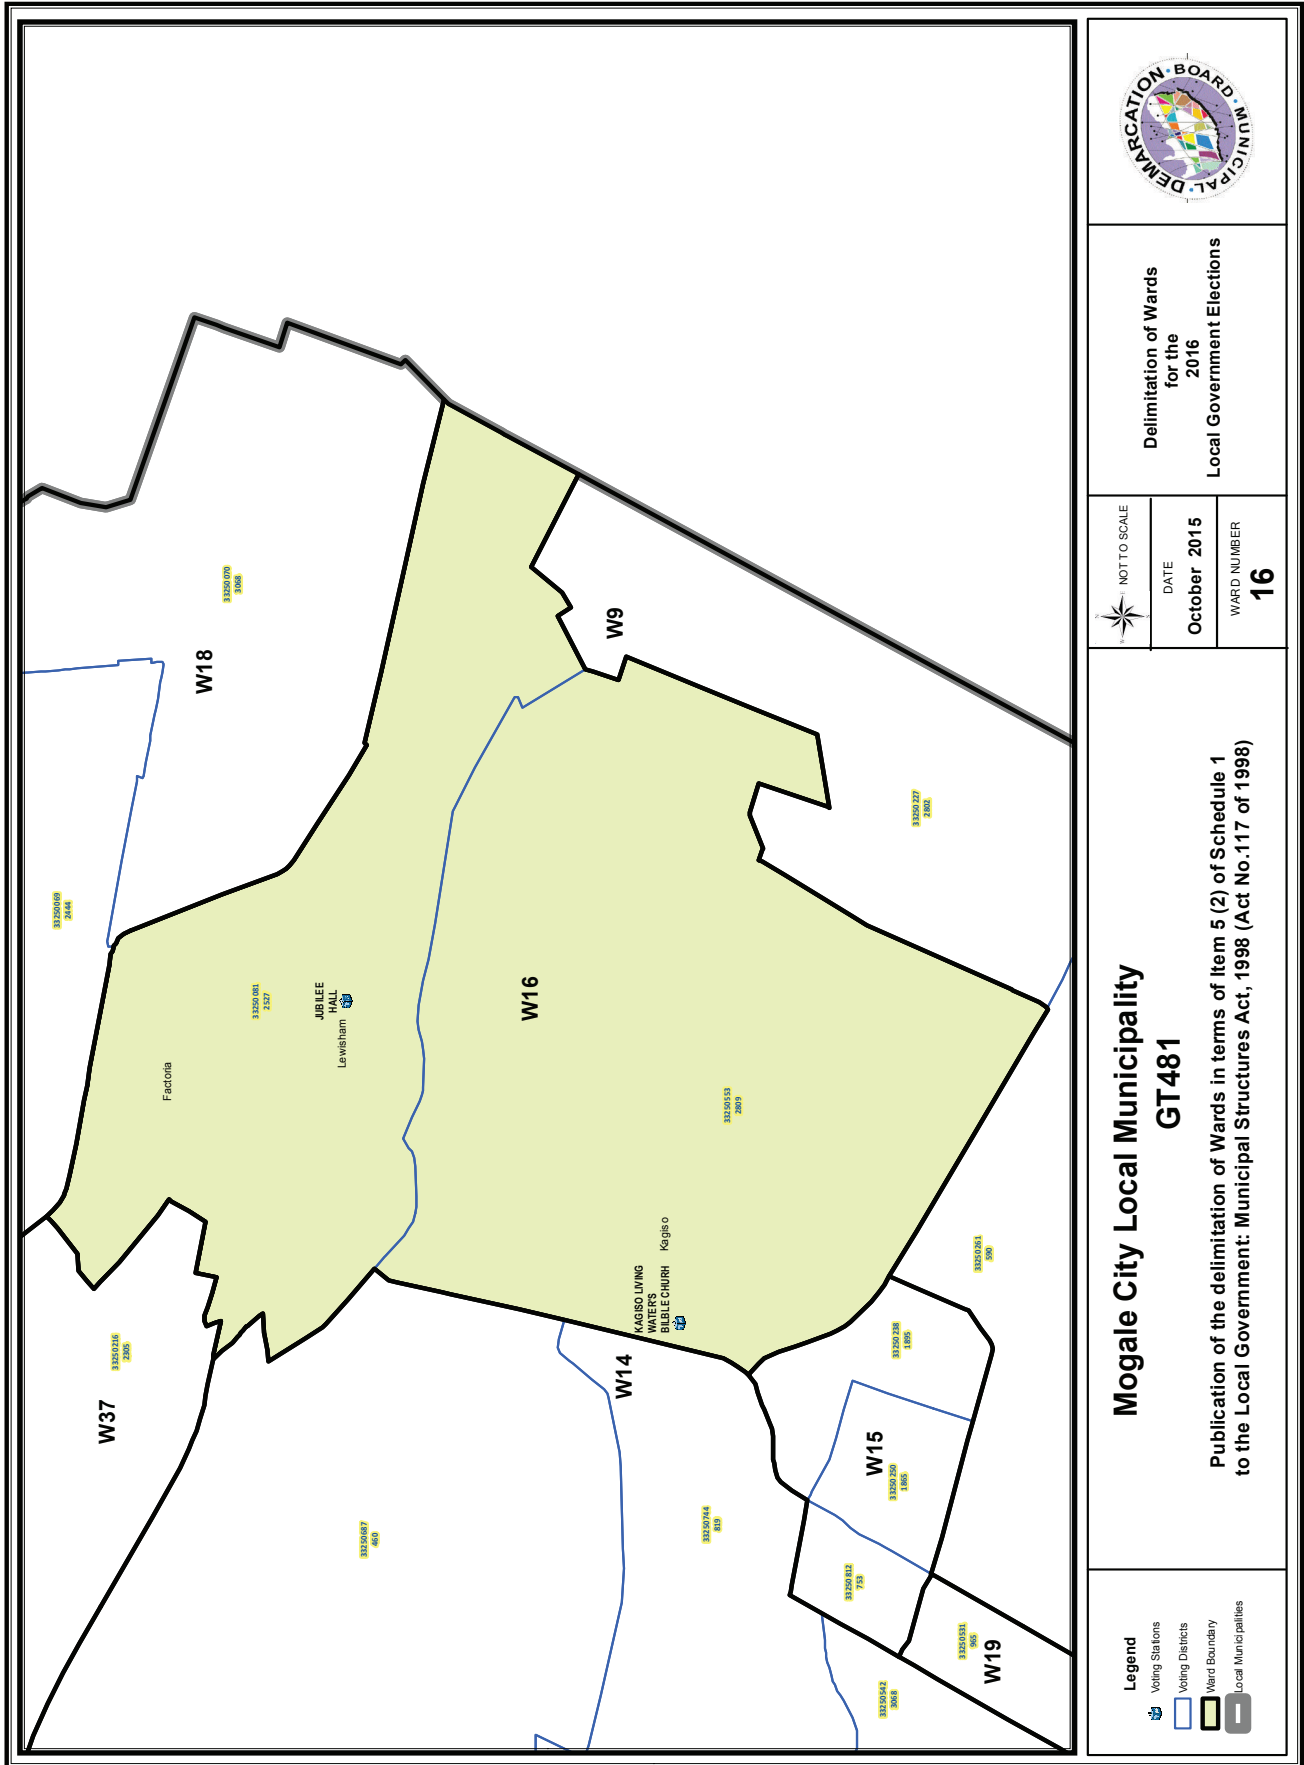 33250069
2444
33250070
3068
W18
W37
33250216
2305
Factoria
33250081
2527
JUBILEE
HALL
Lewisham
W9
W16
33250227
2802
33250553
2809
KAGISO LIVING
WATER'S
BILBLE CHURH
Kagiso
W14
33250687
460
33250744
819
33250261
590
33250238
1895
W15
33250250
1865
33250812
753
33250531
965
W19
33250542
3068
Legend
Voting Stations
Voting Districts
Ward Boundary
Local Municipalities
Mogale City Local Municipality
GT481
Publication of the delimitation of Wards in terms of Item 5 (2) of Schedule 1
to the Local Government: Municipal Structures Act, 1998 (Act No.117 of 1998)
N
E
S
W
NOT TO SCALE
DATE
October 2015
WARD NUMBER
16
Delimitation of Wards
for the
2016
Local Government Elections
MUNICIPAL · DEMARCATION · BOARD ·